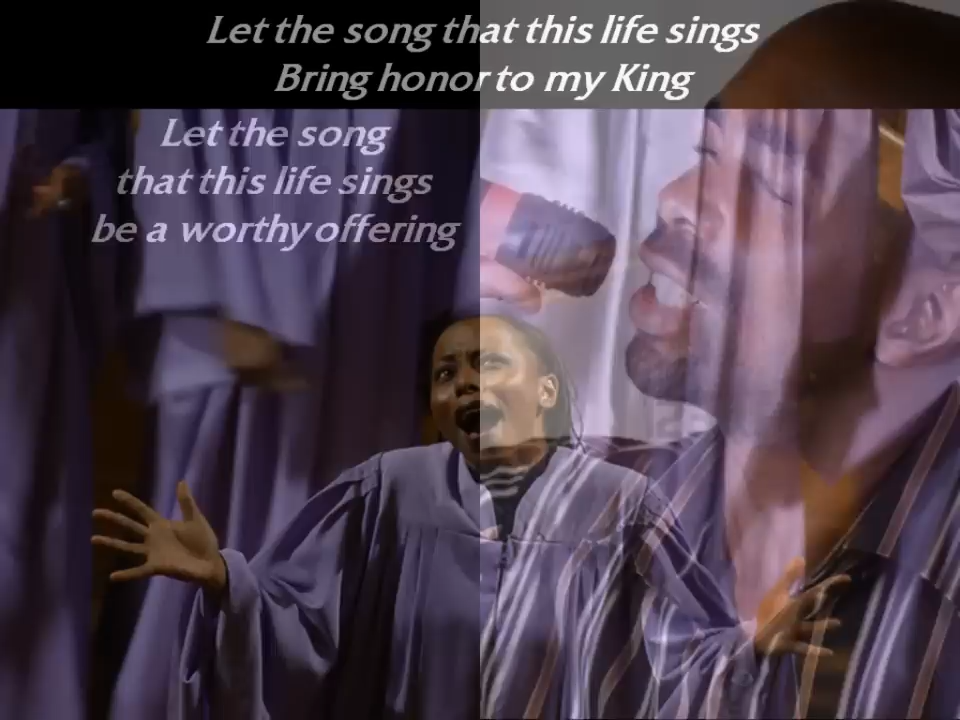 Let the song that this life sings
Bring honor to my King
Let the song
that this life sings
be a worthy offering